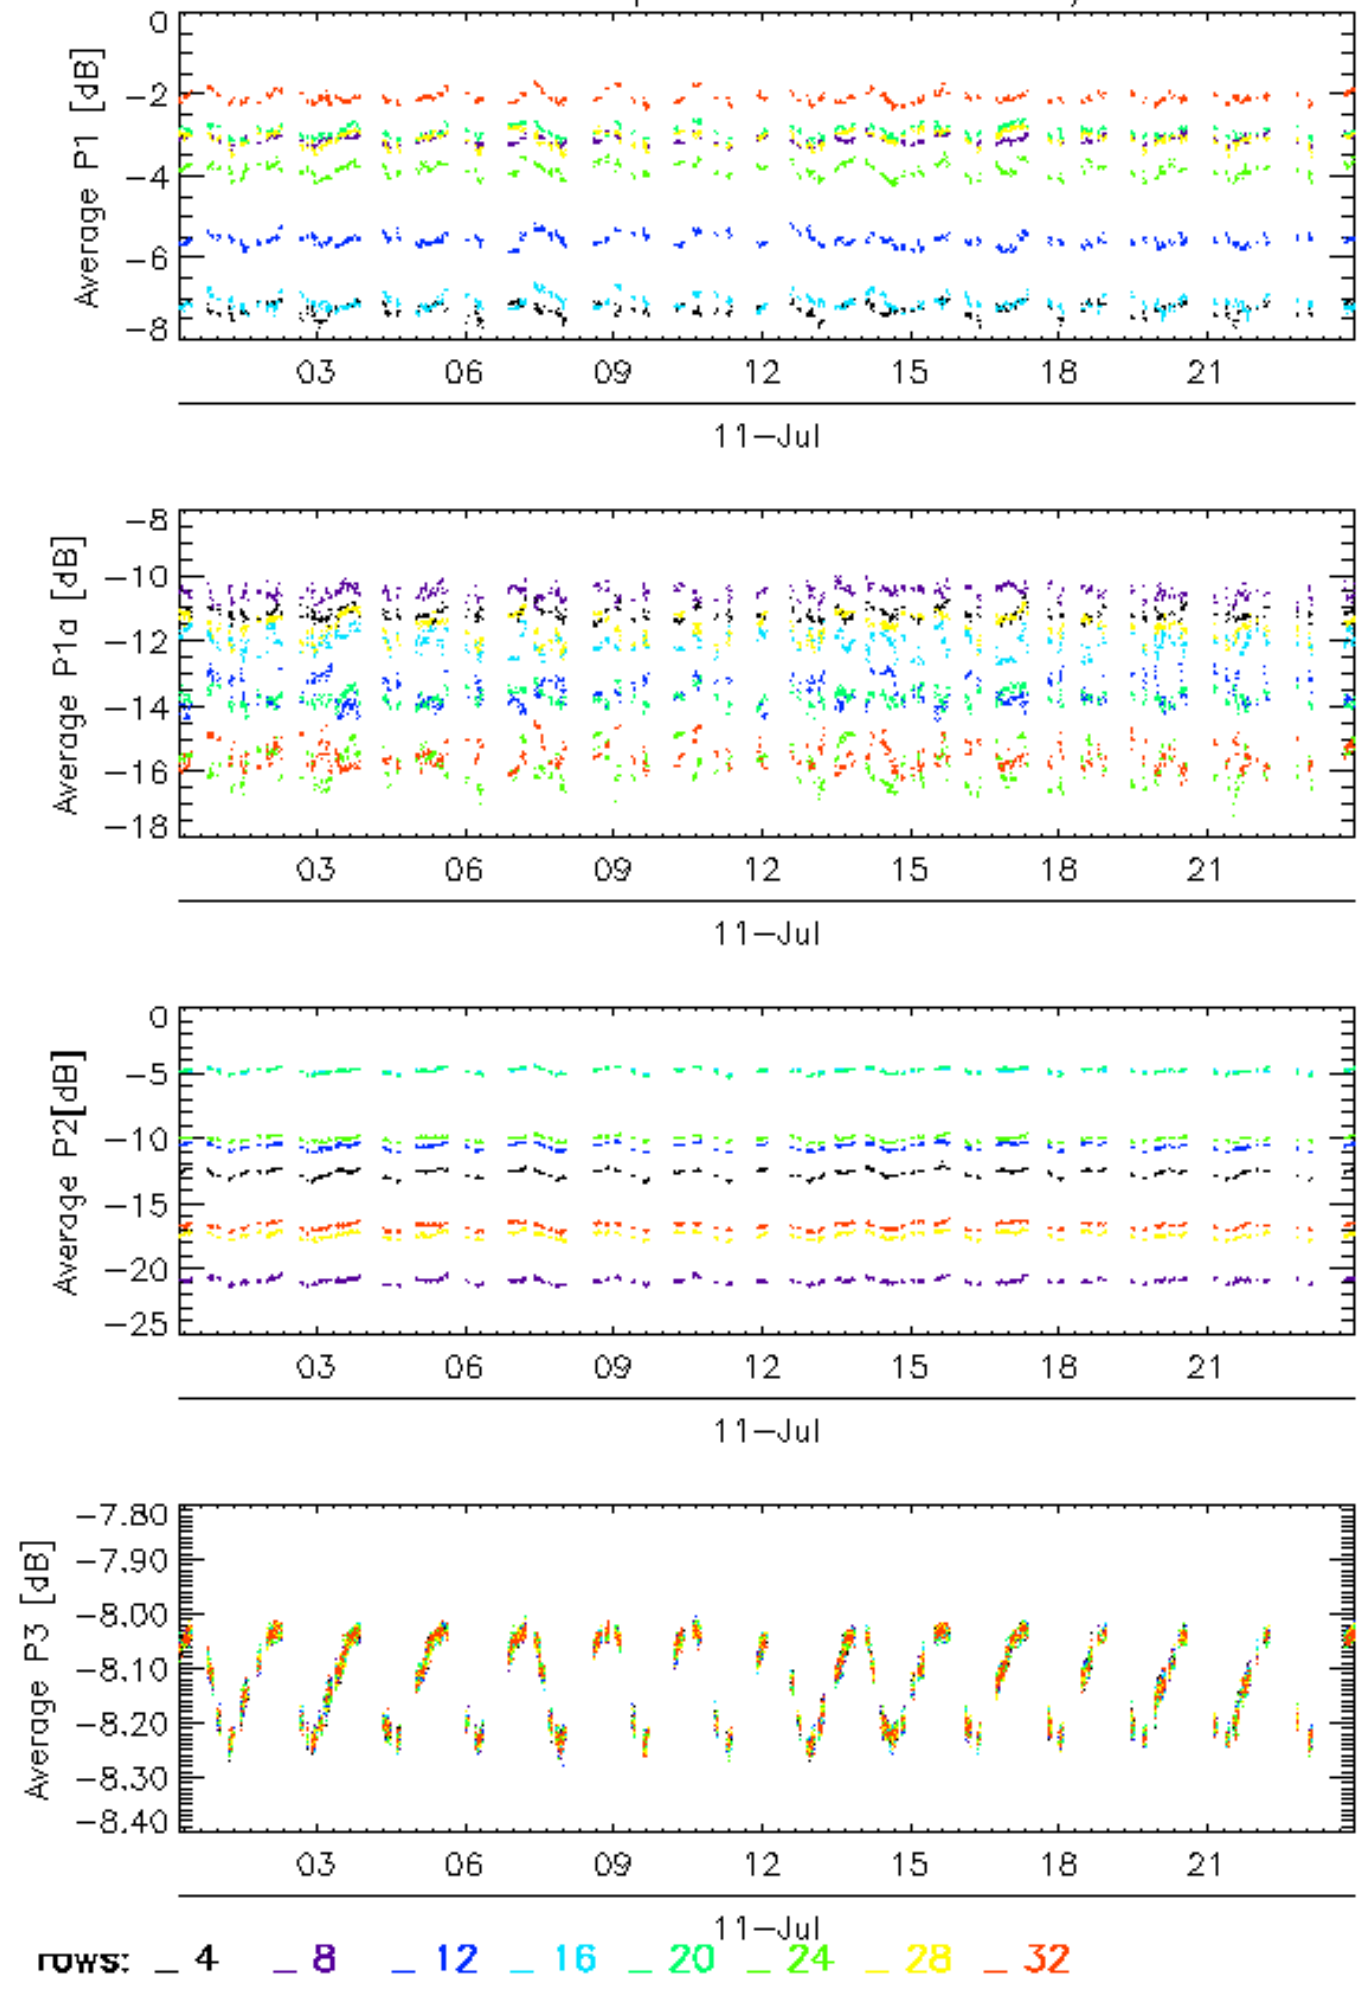 0
-2
-4
-6
-8
Average P1 [dB]
03 06 09 12 15 18 21
11-Jul
-8
-10
-12
-14
-16
-18
Average P1a [dB]
03 06 09 12 15 18 21
11-Jul
0
-5
-10
-15
-20
-25
Average P2[dB]
03 06 09 12 15 18 21
11-Jul
-7.80
-7.90
-8.00
-8.10
-8.20
-8.30
-8.40
Average P3 [dB]
03 06 09 12 15 18 21
11-Jul
rows: _ 4 _ 8 _ 12 _ 16 _ 20 _ 24 _ 28 _ 32